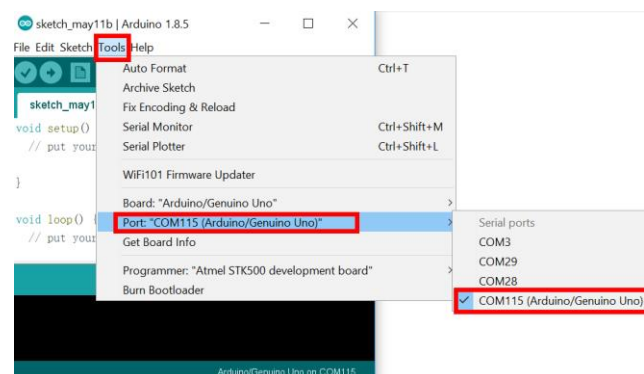 sketch_may11b | Arduino 1.8.5
File Edit Sketch Tools Help
Auto Format Ctrl+T
Archive Sketch
Fix Encoding & Reload
Serial Monitor Ctrl+Shift+M
Serial Plotter Ctrl+Shift+L
WiFi101 Firmware Updater
Board: "Arduino/Genuino Uno"
Port: "COM115 (Arduino/Genuino Uno)"
Get Board Info
Programmer: "Atmel STK500 development board"
Burn Bootloader
sketch_may1
void setup()
// put your
}
void loop() {
// put your
Serial ports
COM3
COM29
COM28
COM115 (Arduino/Genuino Uno)
Arduino/Genuino Uno on COM115